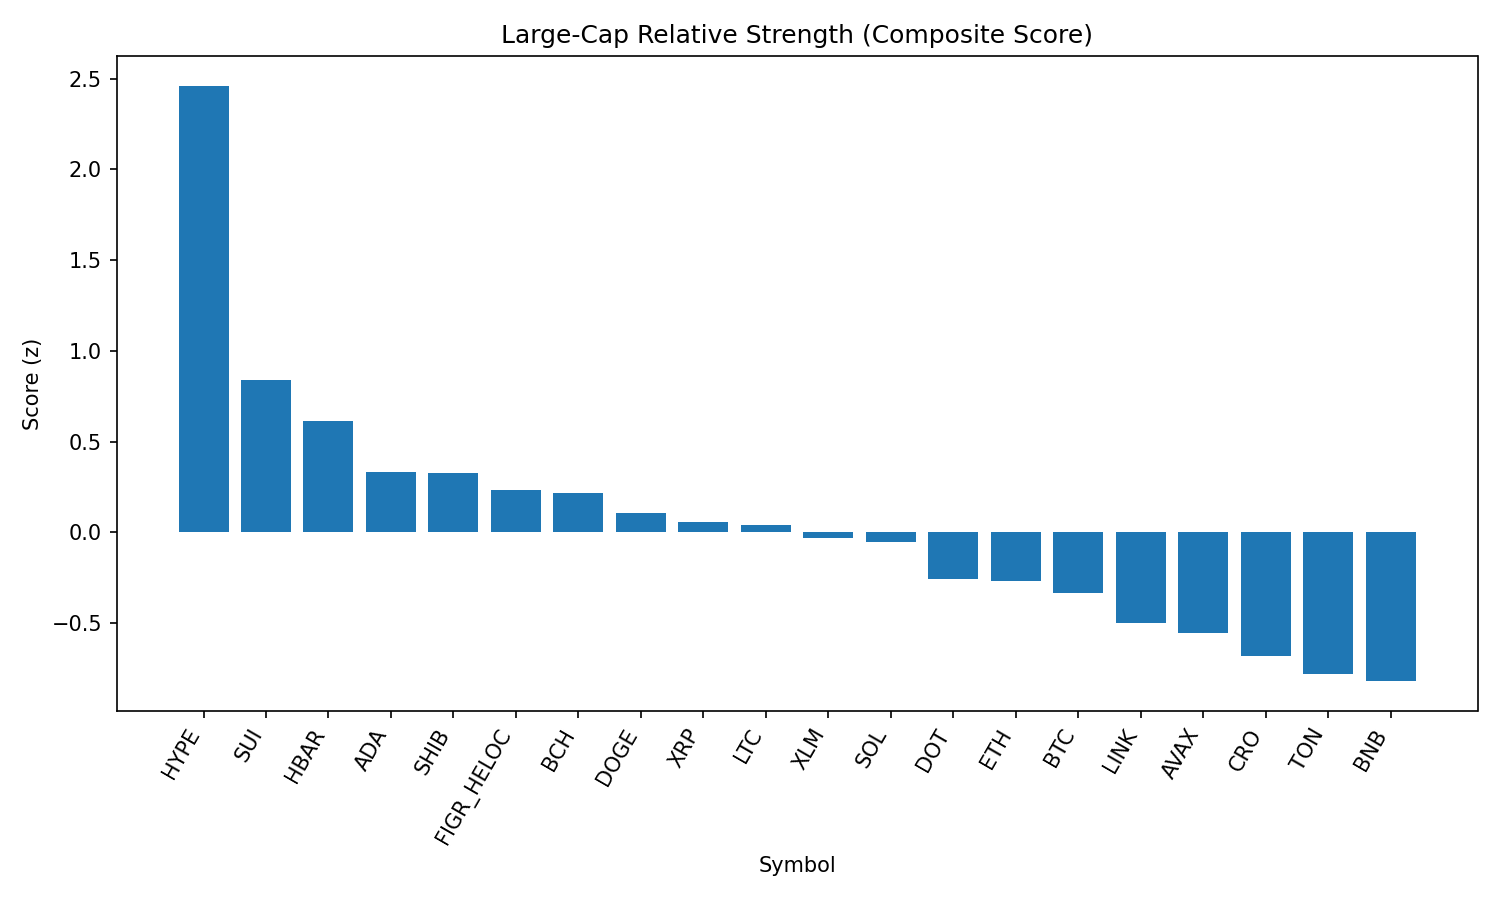 Large-Cap Relative Strength (Composite Score)
2.5
2.0
1.5
1.0
0.5
0.0
−0.5
Score (z)
HYPE
SUI
HBAR
ADA
SHIB
FIGR_HELOC
BCH
DOGE
XRP
LTC
XLM
SOL
DOT
ETH
BTC
LINK
AVAX
CRO
TON
BNB
Symbol